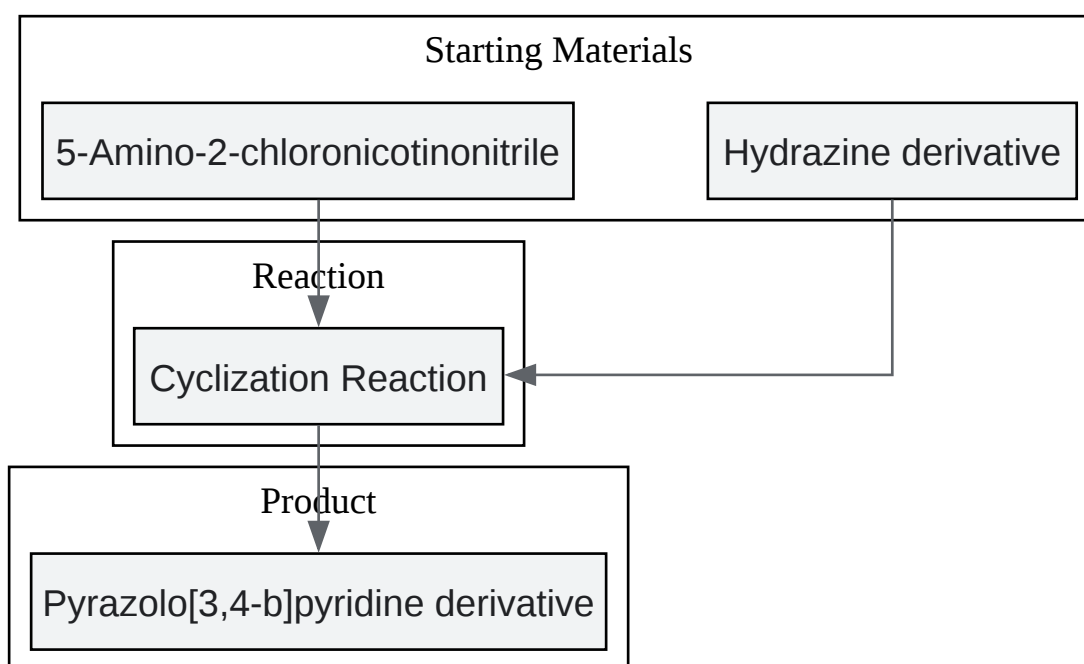 Starting Materials
5-Amino-2-chloronicotinonitrile
Hydrazine derivative
Reaction
Cyclization Reaction
Product
Pyrazolo[3,4-b]pyridine derivative